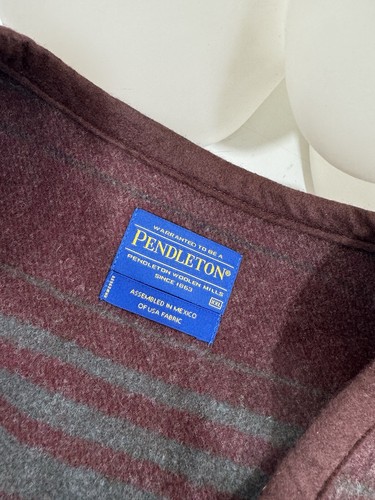 WARRANTED TO BE A
PENDLETON®
PENDLETON WOOLEN MILLS
SINCE 1863
ASSEMBLED IN MEXICO
OF USA FABRIC